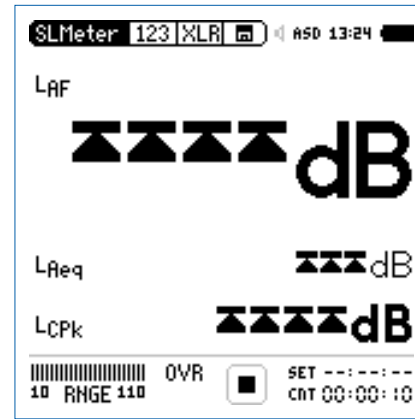 SLMeter 123 XLR ASD 13:24
LAF
dB
LAeq dB
LCPk dB
OVR SET --:--:--
10 RNGE 110 CNT 00:00:10